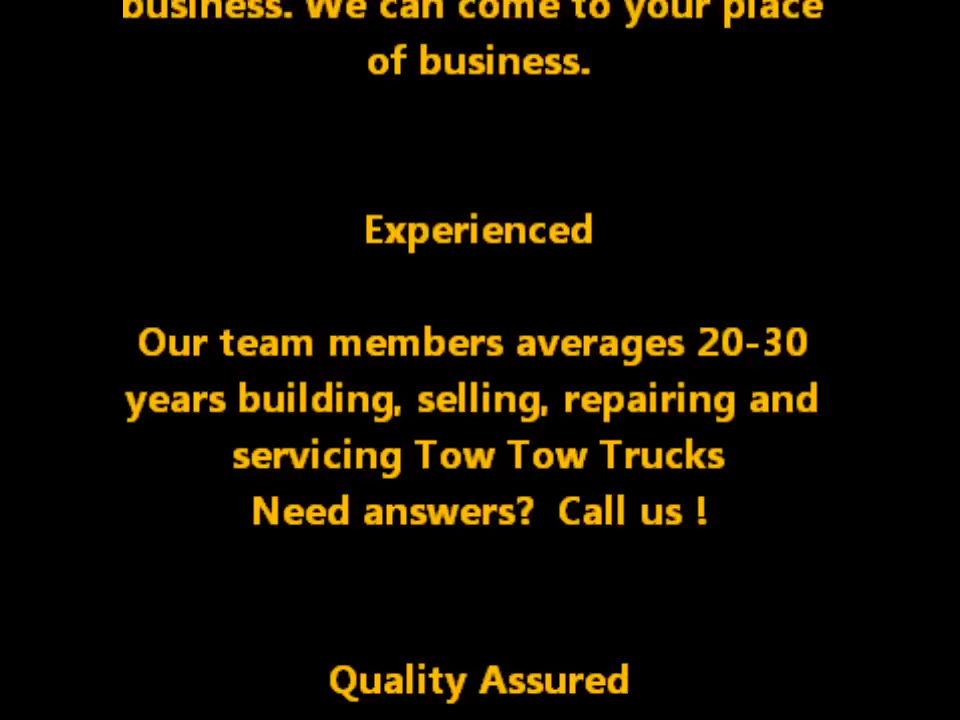 business. We can come to your place
of business.
Experienced
Our team members averages 20-30
years building, selling, repairing and
servicing Tow Tow Trucks
Need answers?  Call us !
Quality Assured